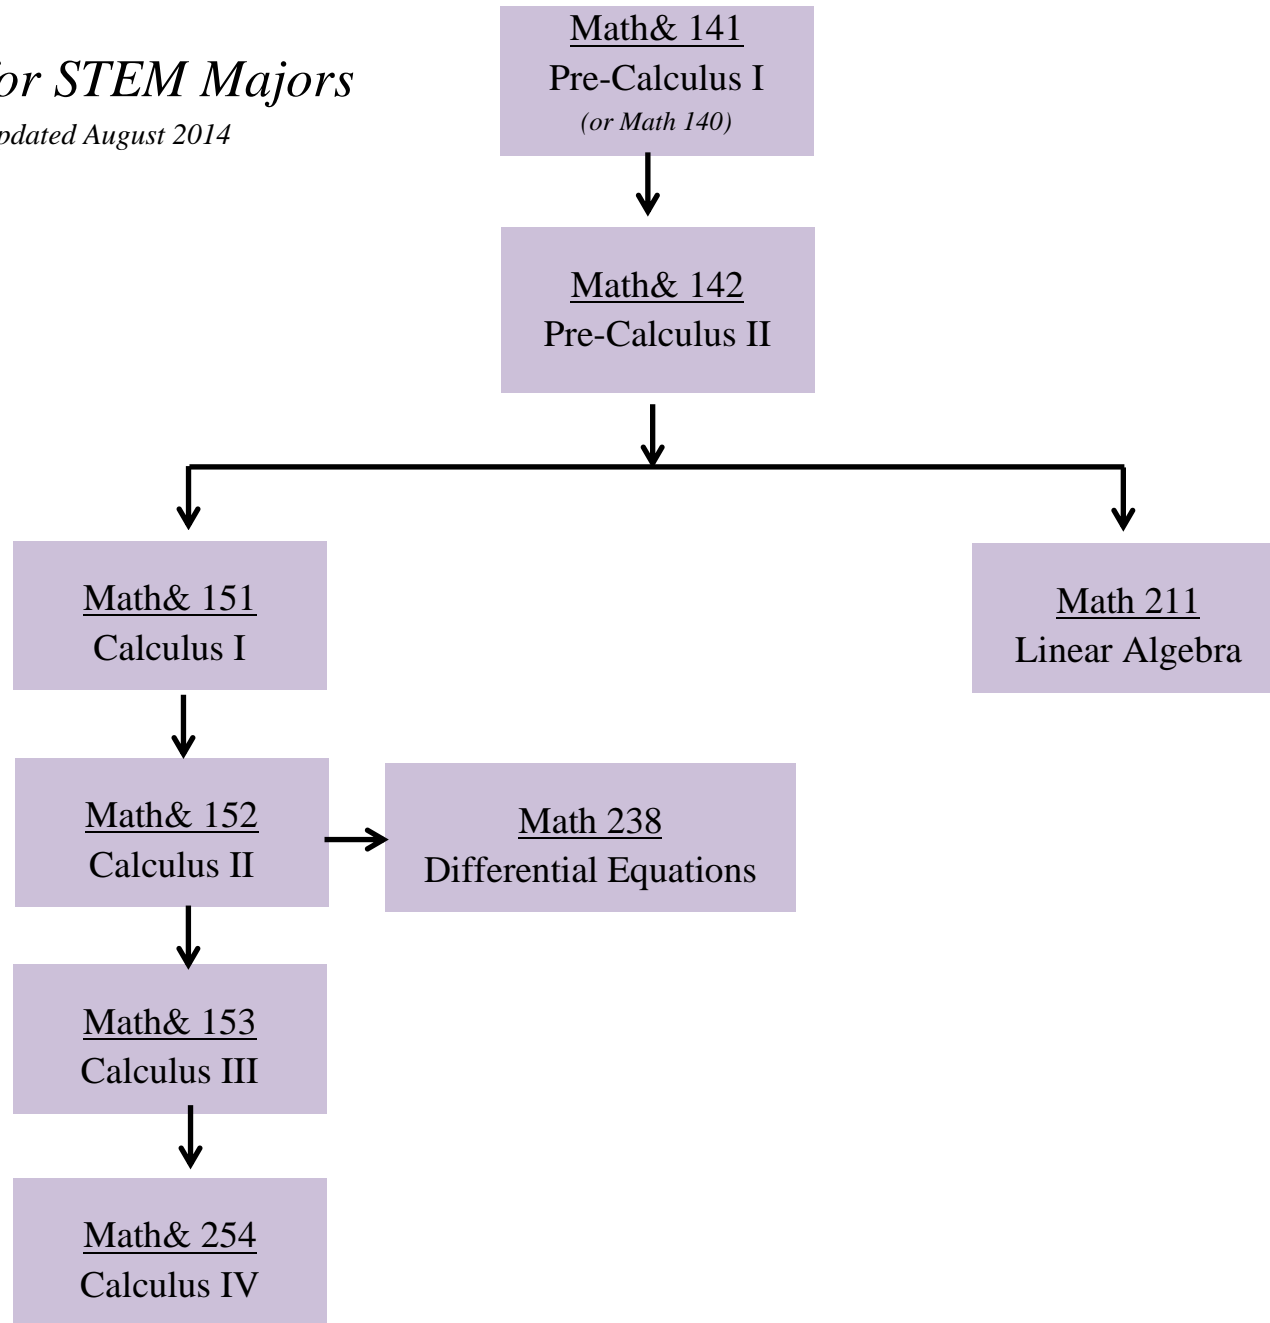 Math& 141
Pre-Calculus I
(or Math 140)
or STEM Majors
pdated August 2014
Math& 142
Pre-Calculus II
Math& 151
Calculus I
Math 211
Linear Algebra
Math& 152
Calculus II
Math 238
Differential Equations
Math& 153
Calculus III
Math& 254
Calculus IV